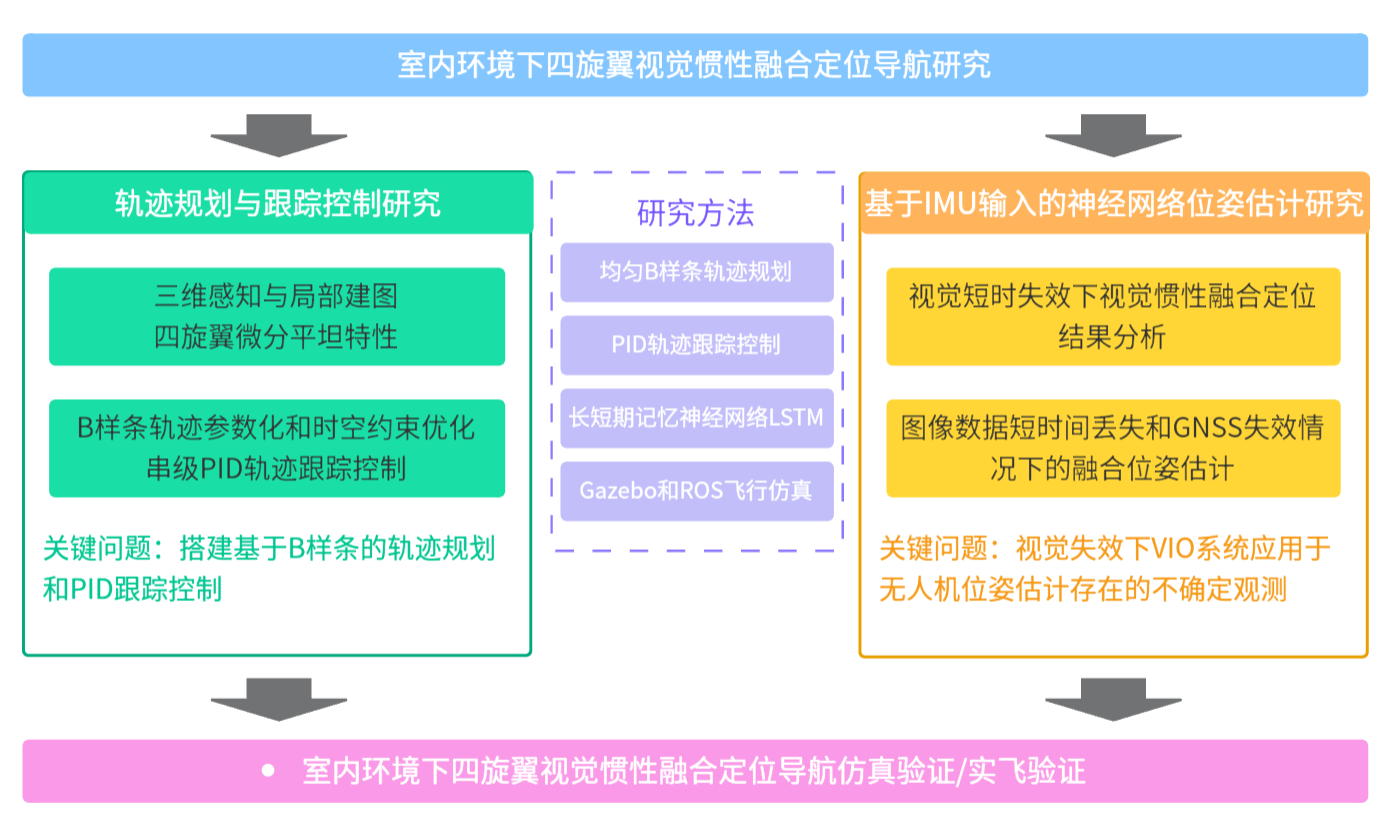 室内环境下四旋翼视觉惯性融合定位导航研究
轨迹规划与跟踪控制研究
三维感知与局部建图
四旋翼微分平坦特性
B样条轨迹参数化和时空约束优化
串级PID轨迹跟踪控制
关键问题：搭建基于B样条的轨迹规划
和PID跟踪控制
研究方法
均匀B样条轨迹规划
PID轨迹跟踪控制
长短期记忆神经网络LSTM
Gazebo和ROS飞行仿真
基于IMU输入的神经网络位姿估计研究
视觉短时失效下视觉惯性融合定位
结果分析
图像数据短时间丢失和GNSS失效情
况下的融合位姿估计
关键问题：视觉失效下VIO系统应用于
无人机位姿估计存在的不确定观测
• 室内环境下四旋翼视觉惯性融合定位导航仿真验证/实飞验证